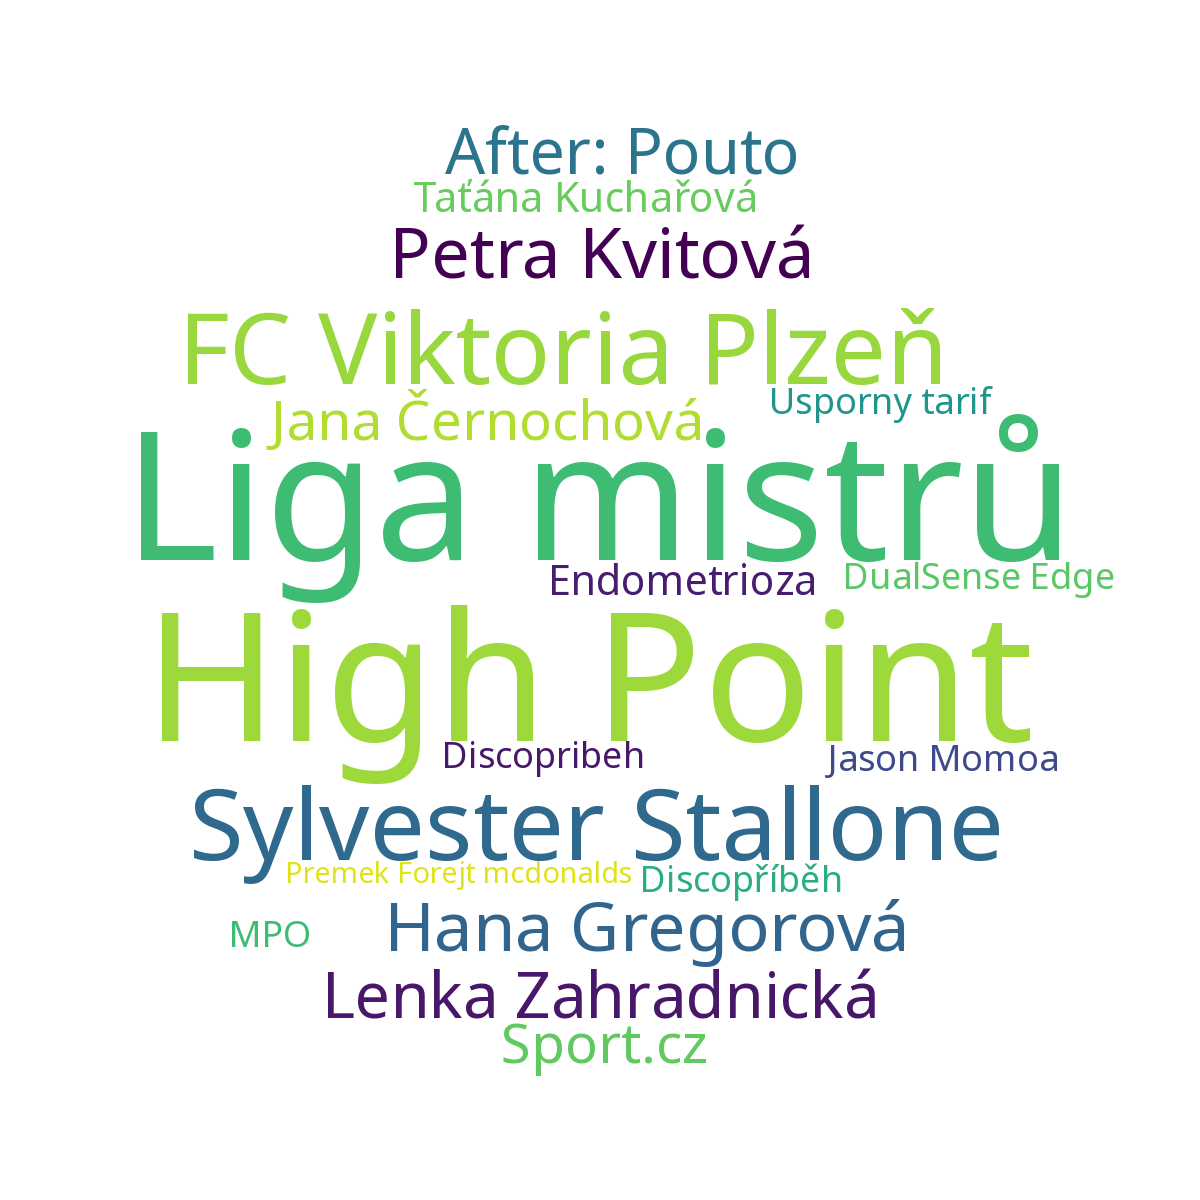 After: Pouto
Taťána Kuchařová
Petra Kvitová
FC Viktoria Plzeň
Usporny tarif
Jana Černochová
Liga mistrů
Endometrioza
DualSense Edge
High Point
Discopribeh
Jason Momoa
Sylvester Stallone
Premek Forejt mcdonalds
Discopříběh
Hana Gregorová
MPO
Lenka Zahradnická
Sport.cz